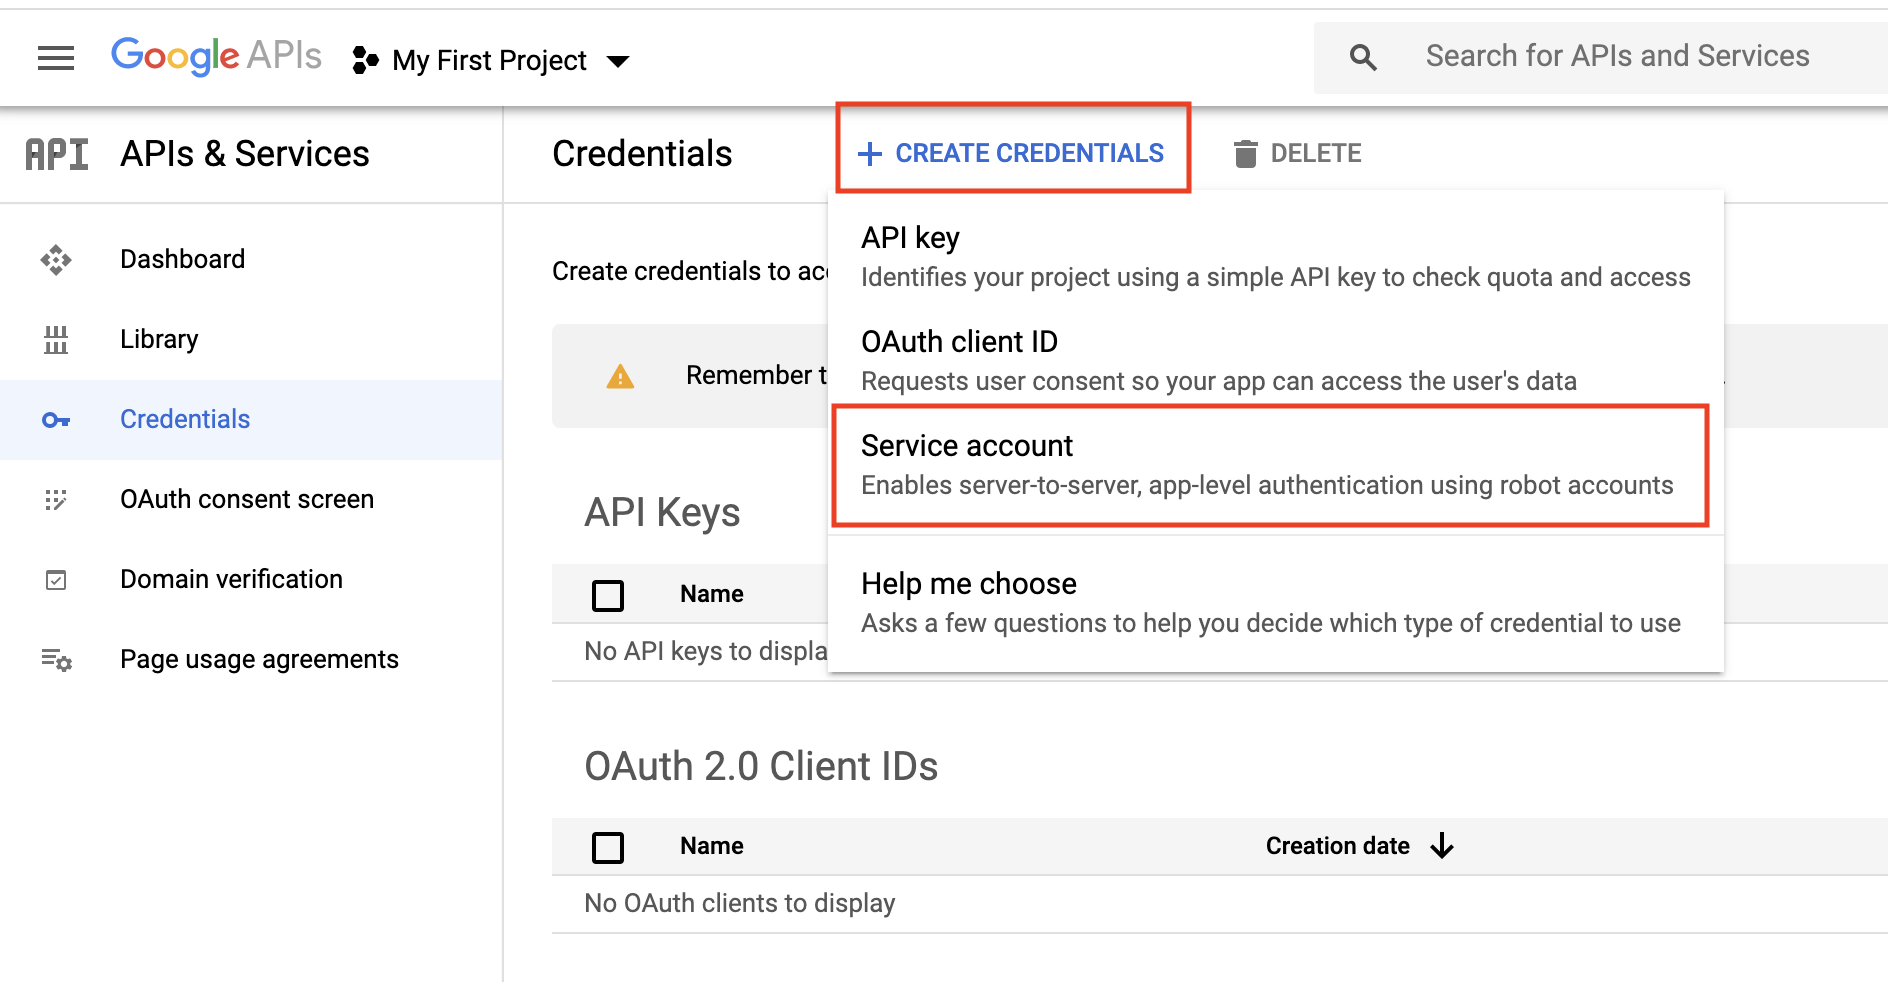 Google APIs
My First Project
Search for APIs and Services
API
APIs & Services
Credentials
+ CREATE CREDENTIALS
DELETE
Dashboard
Library
Credentials
OAuth consent screen
Domain verification
Page usage agreements
Create credentials to
Remember
API key
Identifies your project using a simple API key to check quota and access
OAuth client ID
Requests user consent so your app can access the user's data
Service account
Enables server-to-server, app-level authentication using robot accounts
Help me choose
Asks a few questions to help you decide which type of credential to use
API Keys
Name
No API keys to displa
OAuth 2.0 Client IDs
Name
Creation date
No OAuth clients to display